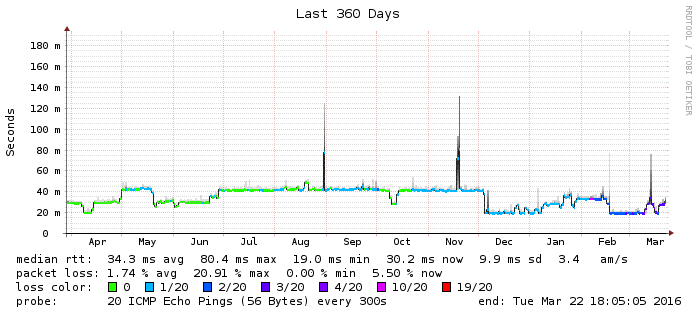 Last 360 Days
RRDTOOL / TOBI OETIKER
Seconds
180 m
160 m
140 m
120 m
100 m
80 m
60 m
40 m
20 m
0
Apr May Jun Jul Aug Sep Oct Nov Dec Jan Feb Mar
median rtt: 34.3 ms avg 80.4 ms max 19.0 ms min 30.2 ms now 9.9 ms sd 3.4 am/s
packet loss: 1.74 % avg 20.91 % max 0.00 % min 5.50 % now
loss color: 0 1/20 2/20 3/20 4/20 10/20 19/20
probe: 20 ICMP Echo Pings (56 Bytes) every 300s end: Tue Mar 22 18:05:05 2016